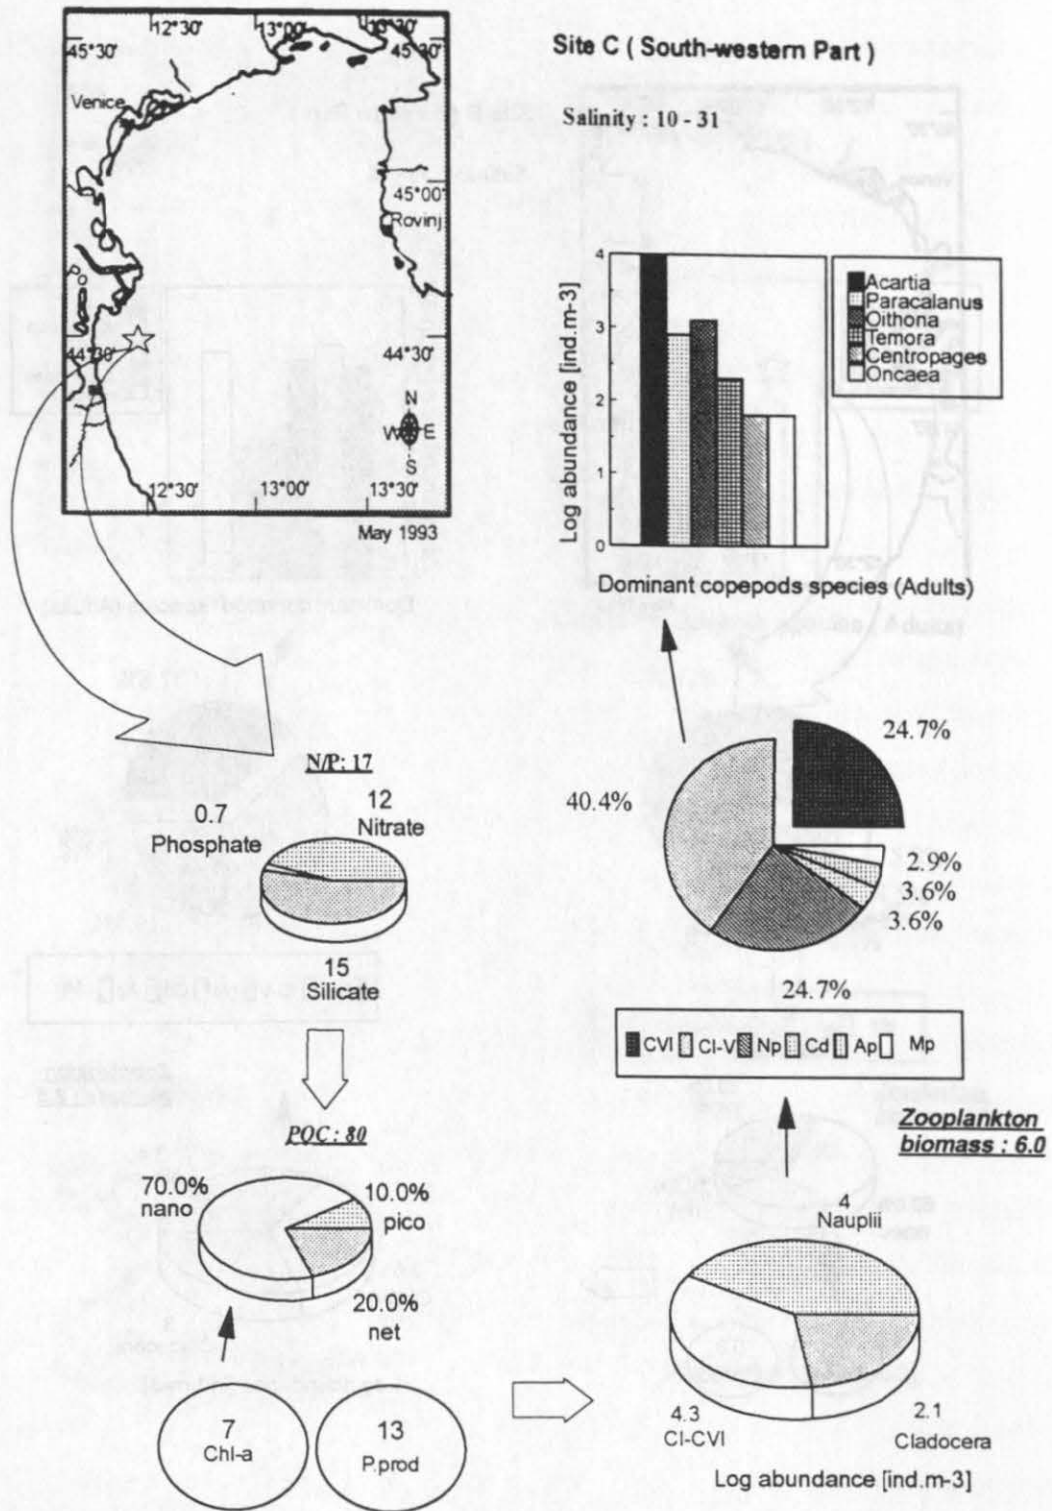 12°30'
13°00'
13°30'
45°30'
45°30'
Venice
45°00'
Rovinj
Po
44°30'
44°30'
N
W E
S
12°30'
13°00'
13°30'
May 1993
Site C ( South-western Part )
Salinity : 10 - 31
Log abundance [ind.m-3]
4
3
2
1
0
Acartia
Paracalanus
Oithona
Temora
Centropages
Oncaea
Dominant copepods species (Adults)
N/P: 17
0.7
Phosphate
12
Nitrate
15
Silicate
24.7%
40.4%
2.9%
3.6%
3.6%
24.7%
CVI CI-V Np Cd Ap Mp
POC : 80
70.0%
nano
10.0%
pico
20.0%
net
7
Chl-a
13
P.prod
Zooplankton
biomass : 6.0
4
Nauplii
4.3
CI-CVI
2.1
Cladocera
Log abundance [ind.m-3]